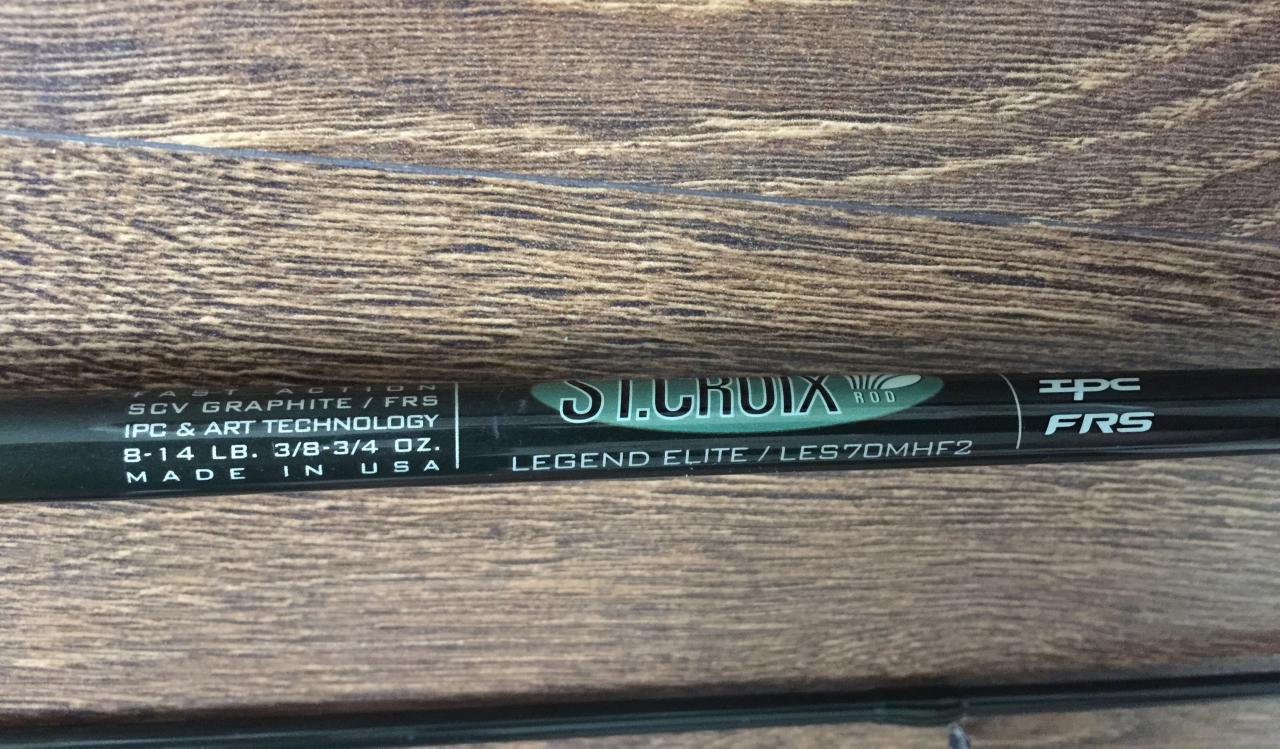 FAST ACTION
SCV GRAPHITE / FRS
IPC & ART TECHNOLOGY
8-14 LB. 3/8-3/4 OZ.
MADE IN USA
ST.CROIX
ROD
LEGEND ELITE / LES70MHF2
IPC
FRS